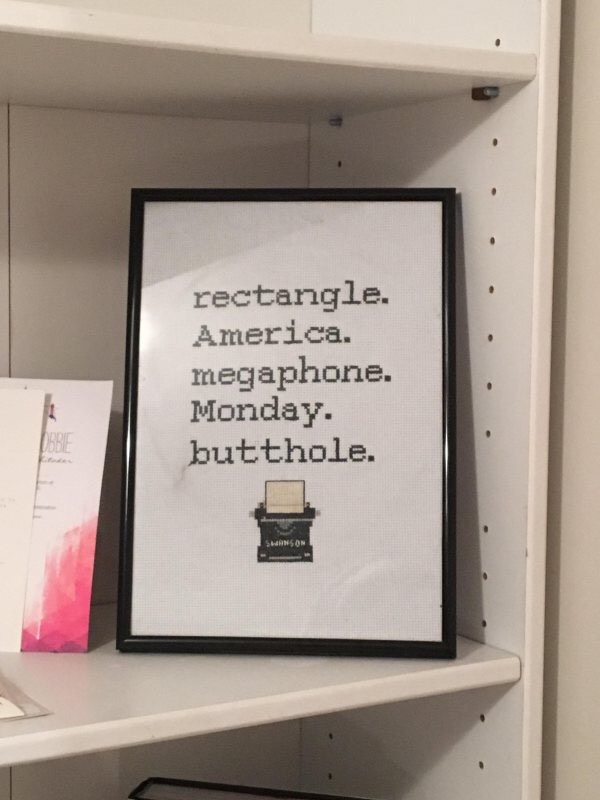 rectangle.
America.
megaphone.
Monday.
butthole.
SWANSON